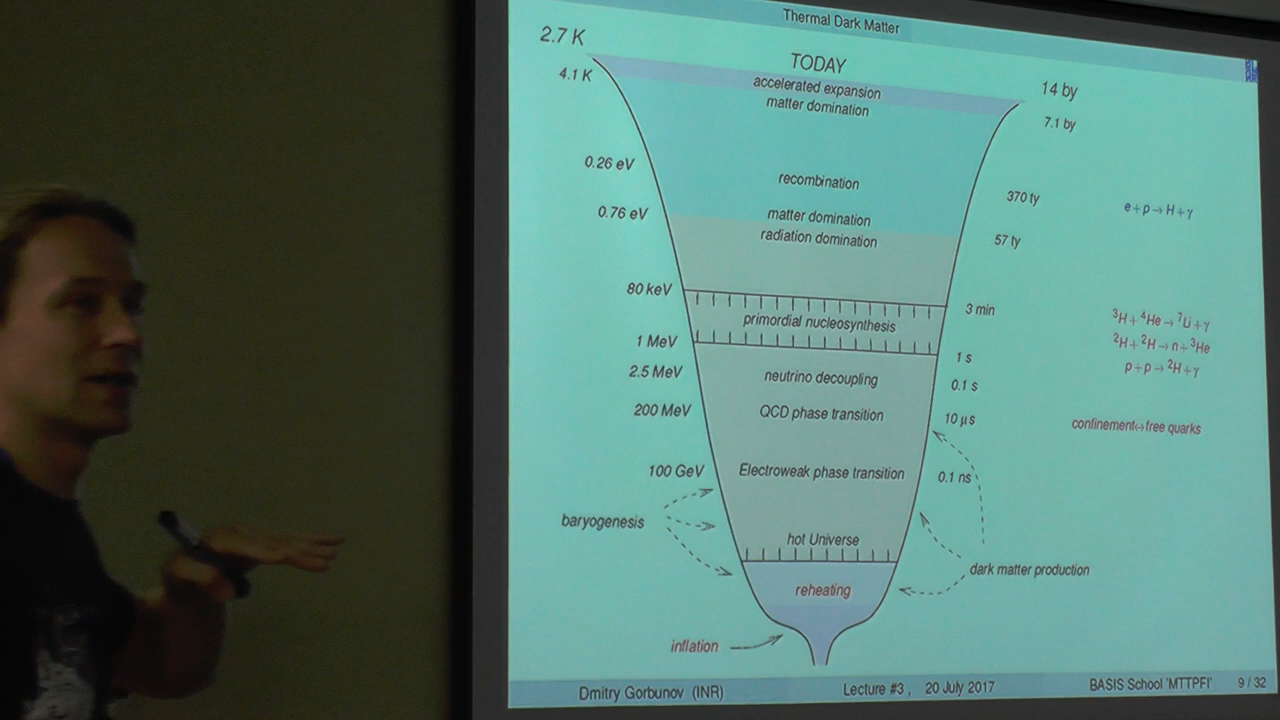 Thermal Dark Matter
2.7 K
TODAY
4.1 K
accelerated expansion
14 by
matter domination
7.1 by
0.26 eV
recombination
370 ty
e + p → H + γ
0.76 eV
matter domination
radiation domination
57 ty
80 keV
3 min
primordial nucleosynthesis
³H + ⁴He → ⁷Li + γ
²H + ²H → n + ³He
p + p → ²H + γ
1 MeV
1 s
2.5 MeV
neutrino decoupling
0.1 s
200 MeV
QCD phase transition
10 μs
confinement ↔ free quarks
100 GeV
Electroweak phase transition
0.1 ns
baryogenesis
hot Universe
dark matter production
reheating
inflation
Dmitry Gorbunov (INR)
Lecture #3 , 20 July 2017
BASIS School 'MTTPFI'
9 / 32